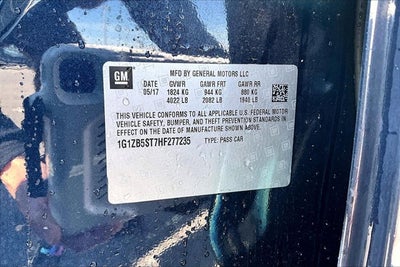 GM
MFD BY GENERAL MOTORS LLC
DATE GVWR GAWR FRT GAWR RR
05/17 1824 KG 944 KG 880 KG
4022 LB 2082 LB 1940 LB
THIS VEHICLE CONFORMS TO ALL APPLICABLE U.S. FEDERAL MOTOR
VEHICLE SAFETY, BUMPER, AND THEFT PREVENTION STANDARDS IN
EFFECT ON THE DATE OF MANUFACTURE SHOWN ABOVE.
1G1ZB5ST7HF277235 TYPE: PASS CAR